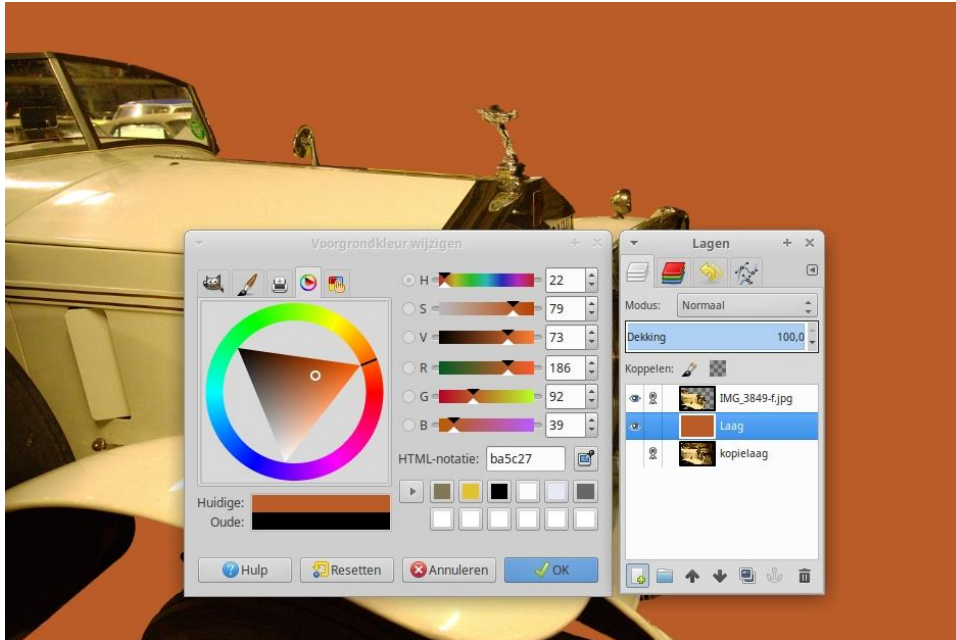 Voorgrondkleur wijzigen
H 22
S 79
V 73
R 186
G 92
B 39
HTML-notatie: ba5c27
Huidige:
Oude:
Hulp
Resetten
Annuleren
OK
Lagen
Modus: Normaal
Dekking 100,0
Koppelen:
IMG_3849-f.jpg
Laag
kopielaag